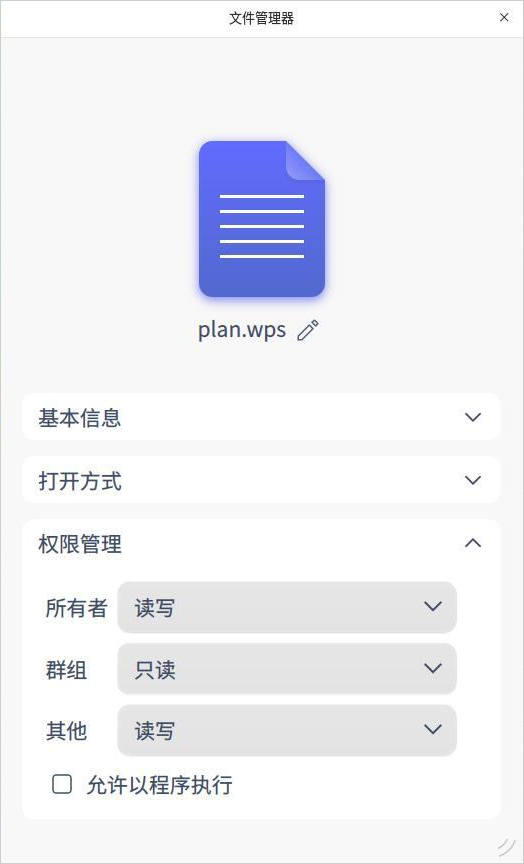 文件管理器
plan.wps
基本信息
打开方式
权限管理
所有者 读写
群组 只读
其他 读写
允许以程序执行